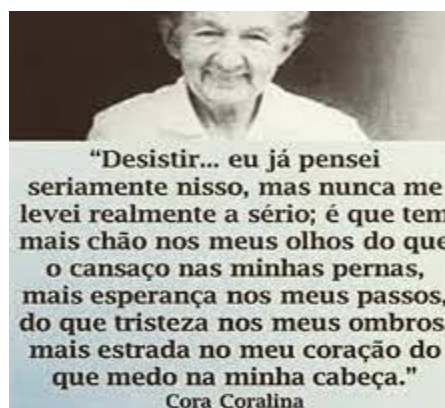 “Desistir... eu já pensei
seriamente nisso, mas nunca me
levei realmente a sério; é que tem
mais chão nos meus olhos do que
o cansaço nas minhas pernas,
mais esperança nos meus passos,
do que tristeza nos meus ombros,
mais estrada no meu coração do
que medo na minha cabeça.”
Cora Coralina